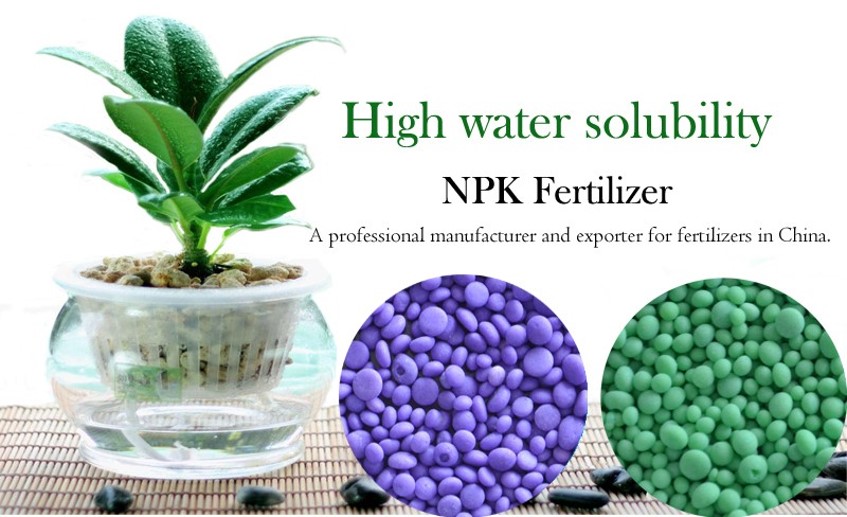 High water solubility
NPK Fertilizer
A professional manufacturer and exporter for fertilizers in China.